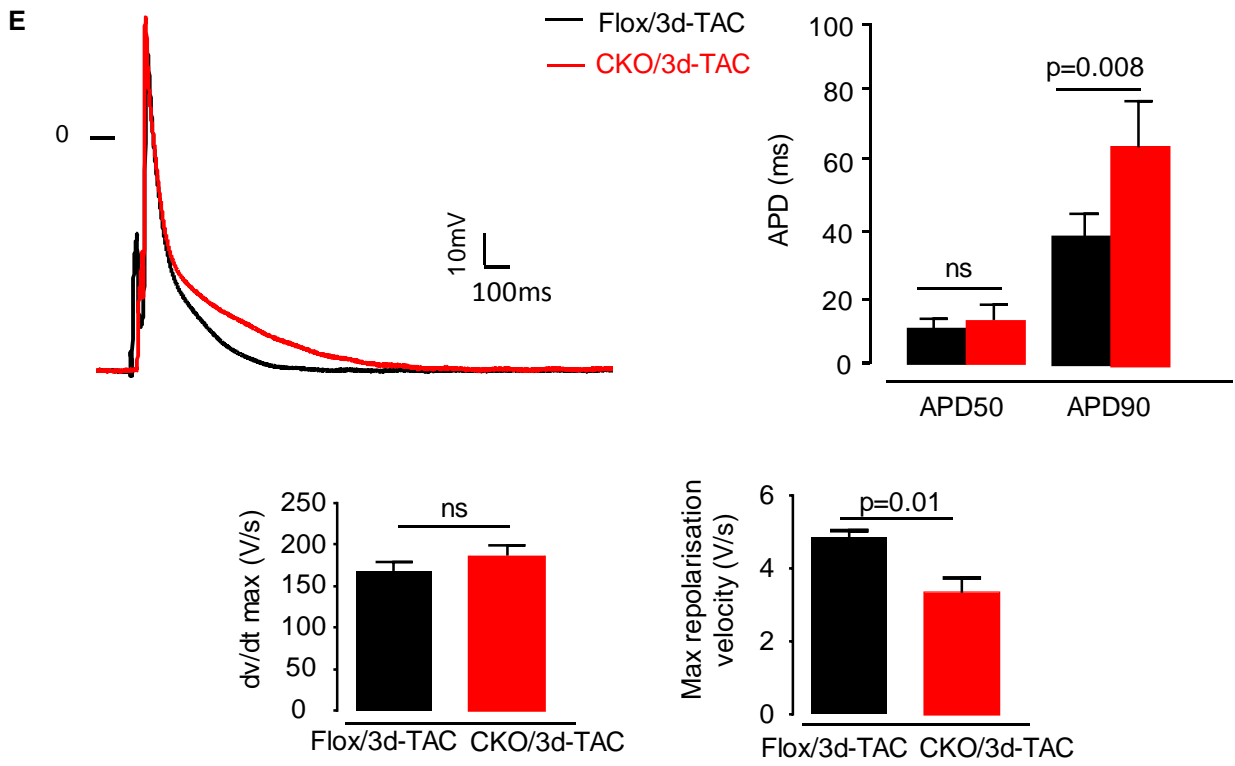 E
Flox/3d-TAC
CKO/3d-TAC
0
10mV
100ms
APD (ms)
100
80
60
40
20
0
ns
p=0.008
APD50
APD90
dv/dt max (V/s)
250
200
150
100
50
0
ns
Flox/3d-TAC
CKO/3d-TAC
Max repolarisation
velocity (V/s)
6
4
2
0
p=0.01
Flox/3d-TAC
CKO/3d-TAC